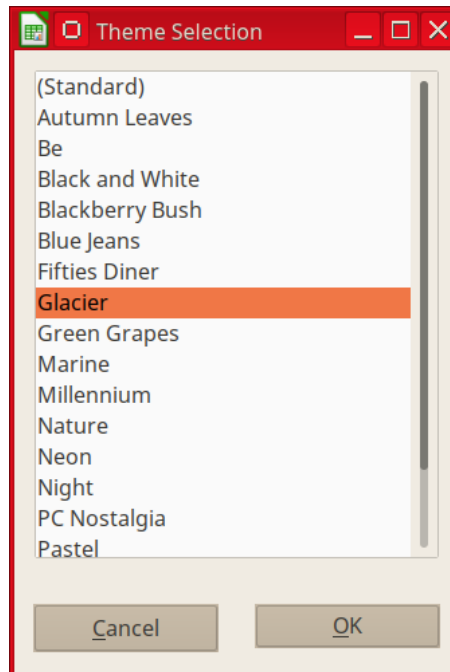 Theme Selection
(Standard)
Autumn Leaves
Be
Black and White
Blackberry Bush
Blue Jeans
Fifties Diner
Glacier
Green Grapes
Marine
Millennium
Nature
Neon
Night
PC Nostalgia
Pastel
Cancel OK